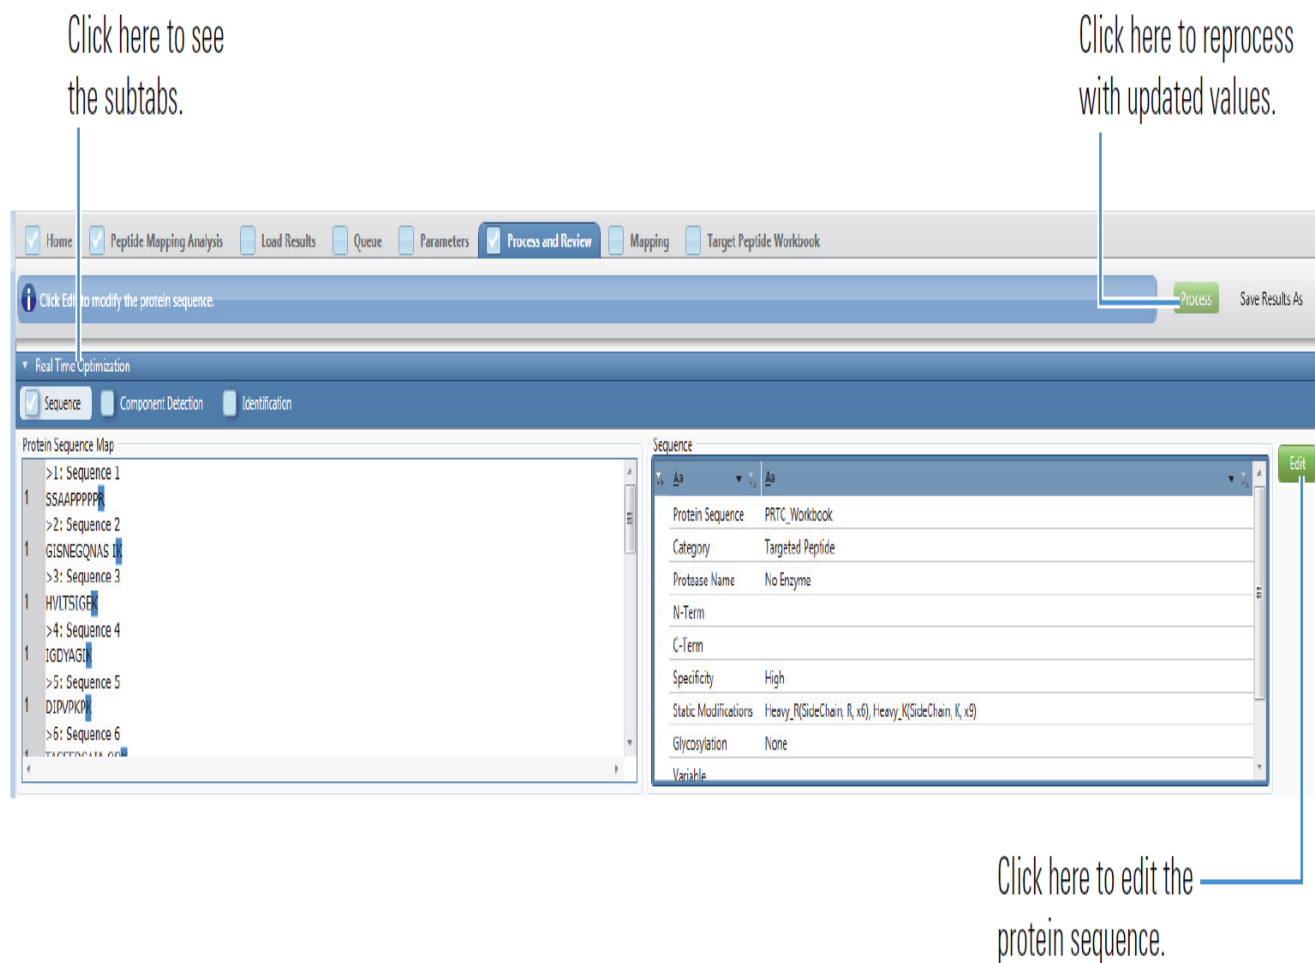 Click here to see
the subtabs.
Click here to reprocess
with updated values.
Home Peptide Mapping Analysis Load Results Queue Parameters Process and Review Mapping Target Peptide Workbook
Click Edit to modify the protein sequence.
Process Save Results As
Real Time Optimization
Sequence Component Detection Identification
Protein Sequence Map
>1: Sequence 1
1 SSAAPPPPPR
>2: Sequence 2
1 GISNEGQNAS IK
>3: Sequence 3
1 HVLTSIGEK
>4: Sequence 4
1 IGDYAGIK
>5: Sequence 5
1 DIPVPKPK
>6: Sequence 6
1
Sequence
Aa Aa
Edit
Protein Sequence PRTC_Workbook
Category Targeted Peptide
Protease Name No Enzyme
N-Term
C-Term
Specificity High
Static Modifications Heavy_R(SideChain, R, x6), Heavy_K(SideChain, K, x9)
Glycosylation None
Variable
Click here to edit the
protein sequence.